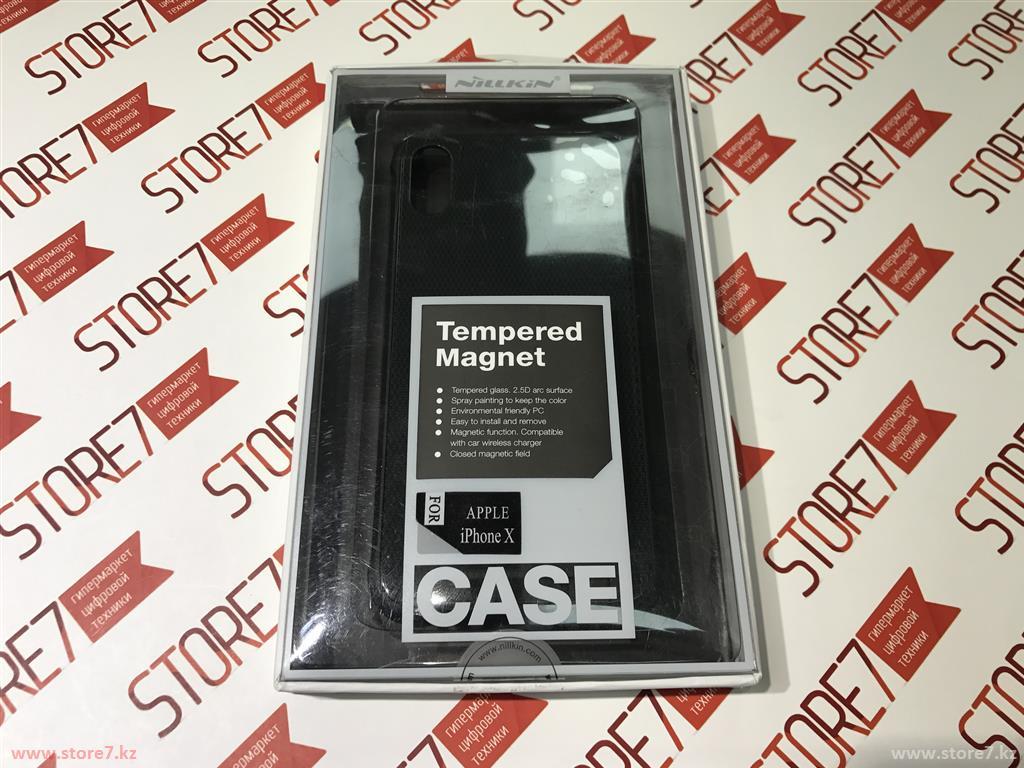 NiLLKiN®
Tempered
Magnet
Tempered glass. 2.5D arc surface
Spray painting to keep the color
Environmental friendly PC
Easy to install and remove
Magnetic function. Compatible
with car wireless charger
Closed magnetic field
FOR
APPLE
iPhone X
CASE
www.nillkin.com
STORE7
гипермаркет
цифровой
техники
www.store7.kz
www.store7.kz